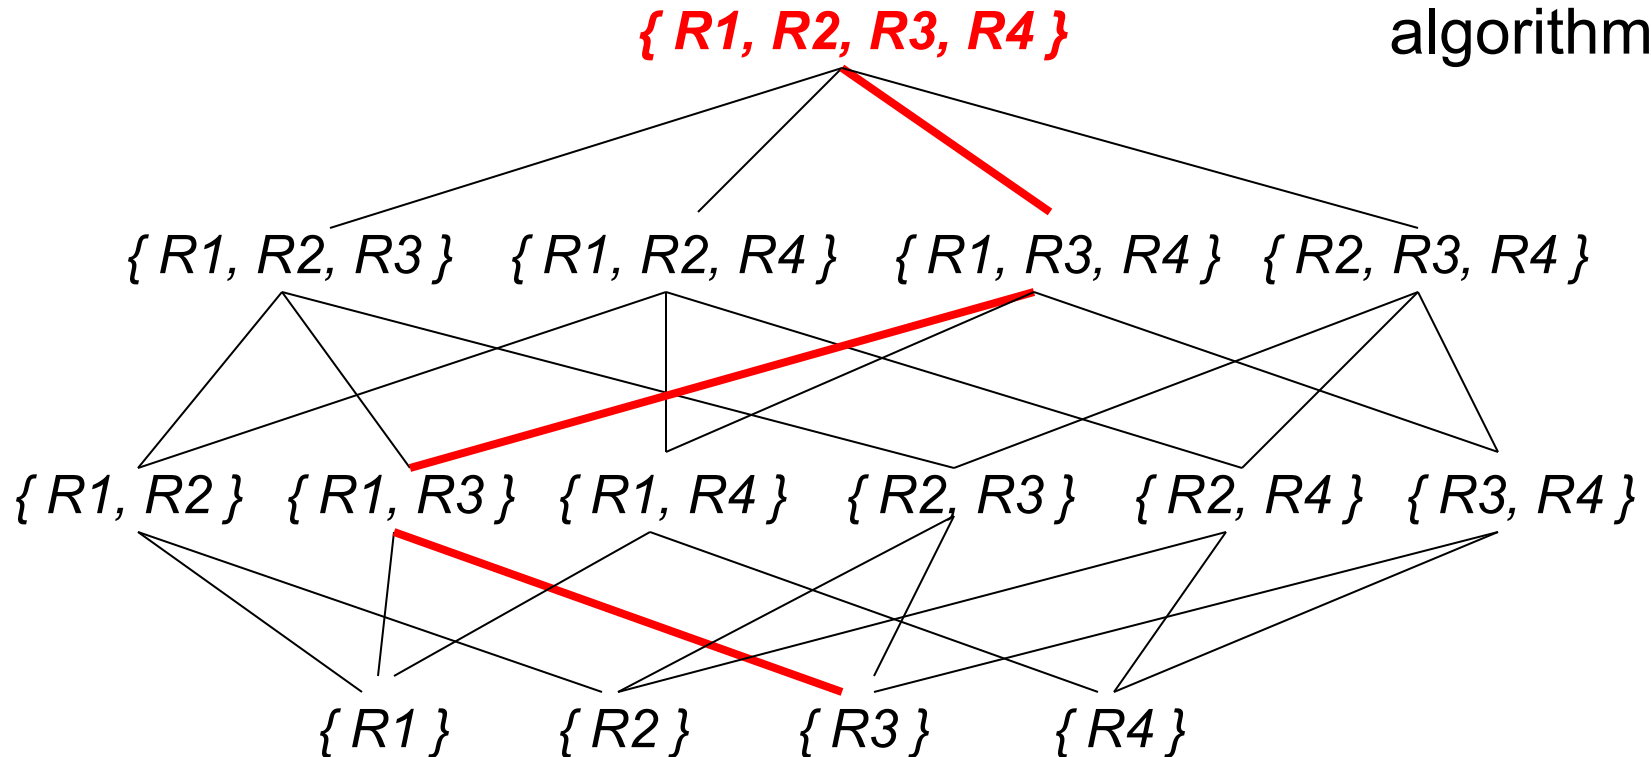 { R1, R2, R3, R4 }
algorithm
{ R1, R2, R3 } { R1, R2, R4 } { R1, R3, R4 } { R2, R3, R4 }
{ R1, R2 } { R1, R3 } { R1, R4 } { R2, R3 } { R2, R4 } { R3, R4 }
{ R1 } { R2 } { R3 } { R4 }